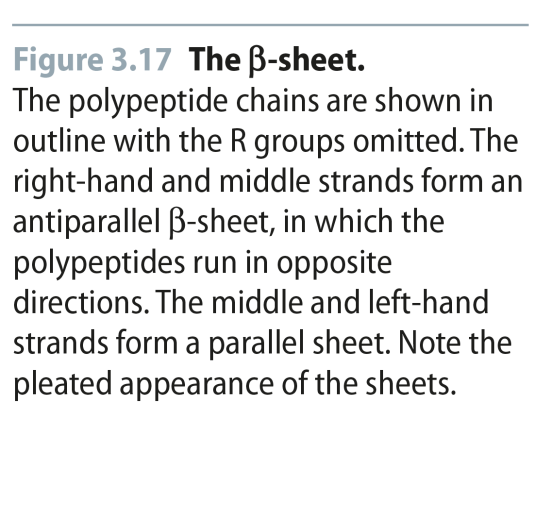 Figure 3.17 The β-sheet.
The polypeptide chains are shown in
outline with the R groups omitted. The
right-hand and middle strands form an
antiparallel β-sheet, in which the
polypeptides run in opposite
directions. The middle and left-hand
strands form a parallel sheet. Note the
pleated appearance of the sheets.